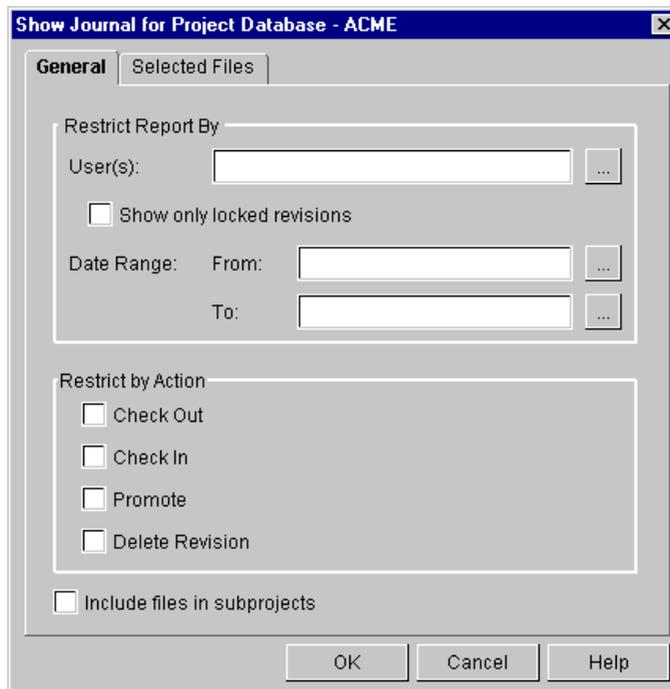 Show Journal for Project Database - ACME
General
Selected Files
Restrict Report By
User(s):
...
Show only locked revisions
Date Range: From:
...
To:
...
Restrict by Action
Check Out
Check In
Promote
Delete Revision
Include files in subprojects
OK
Cancel
Help